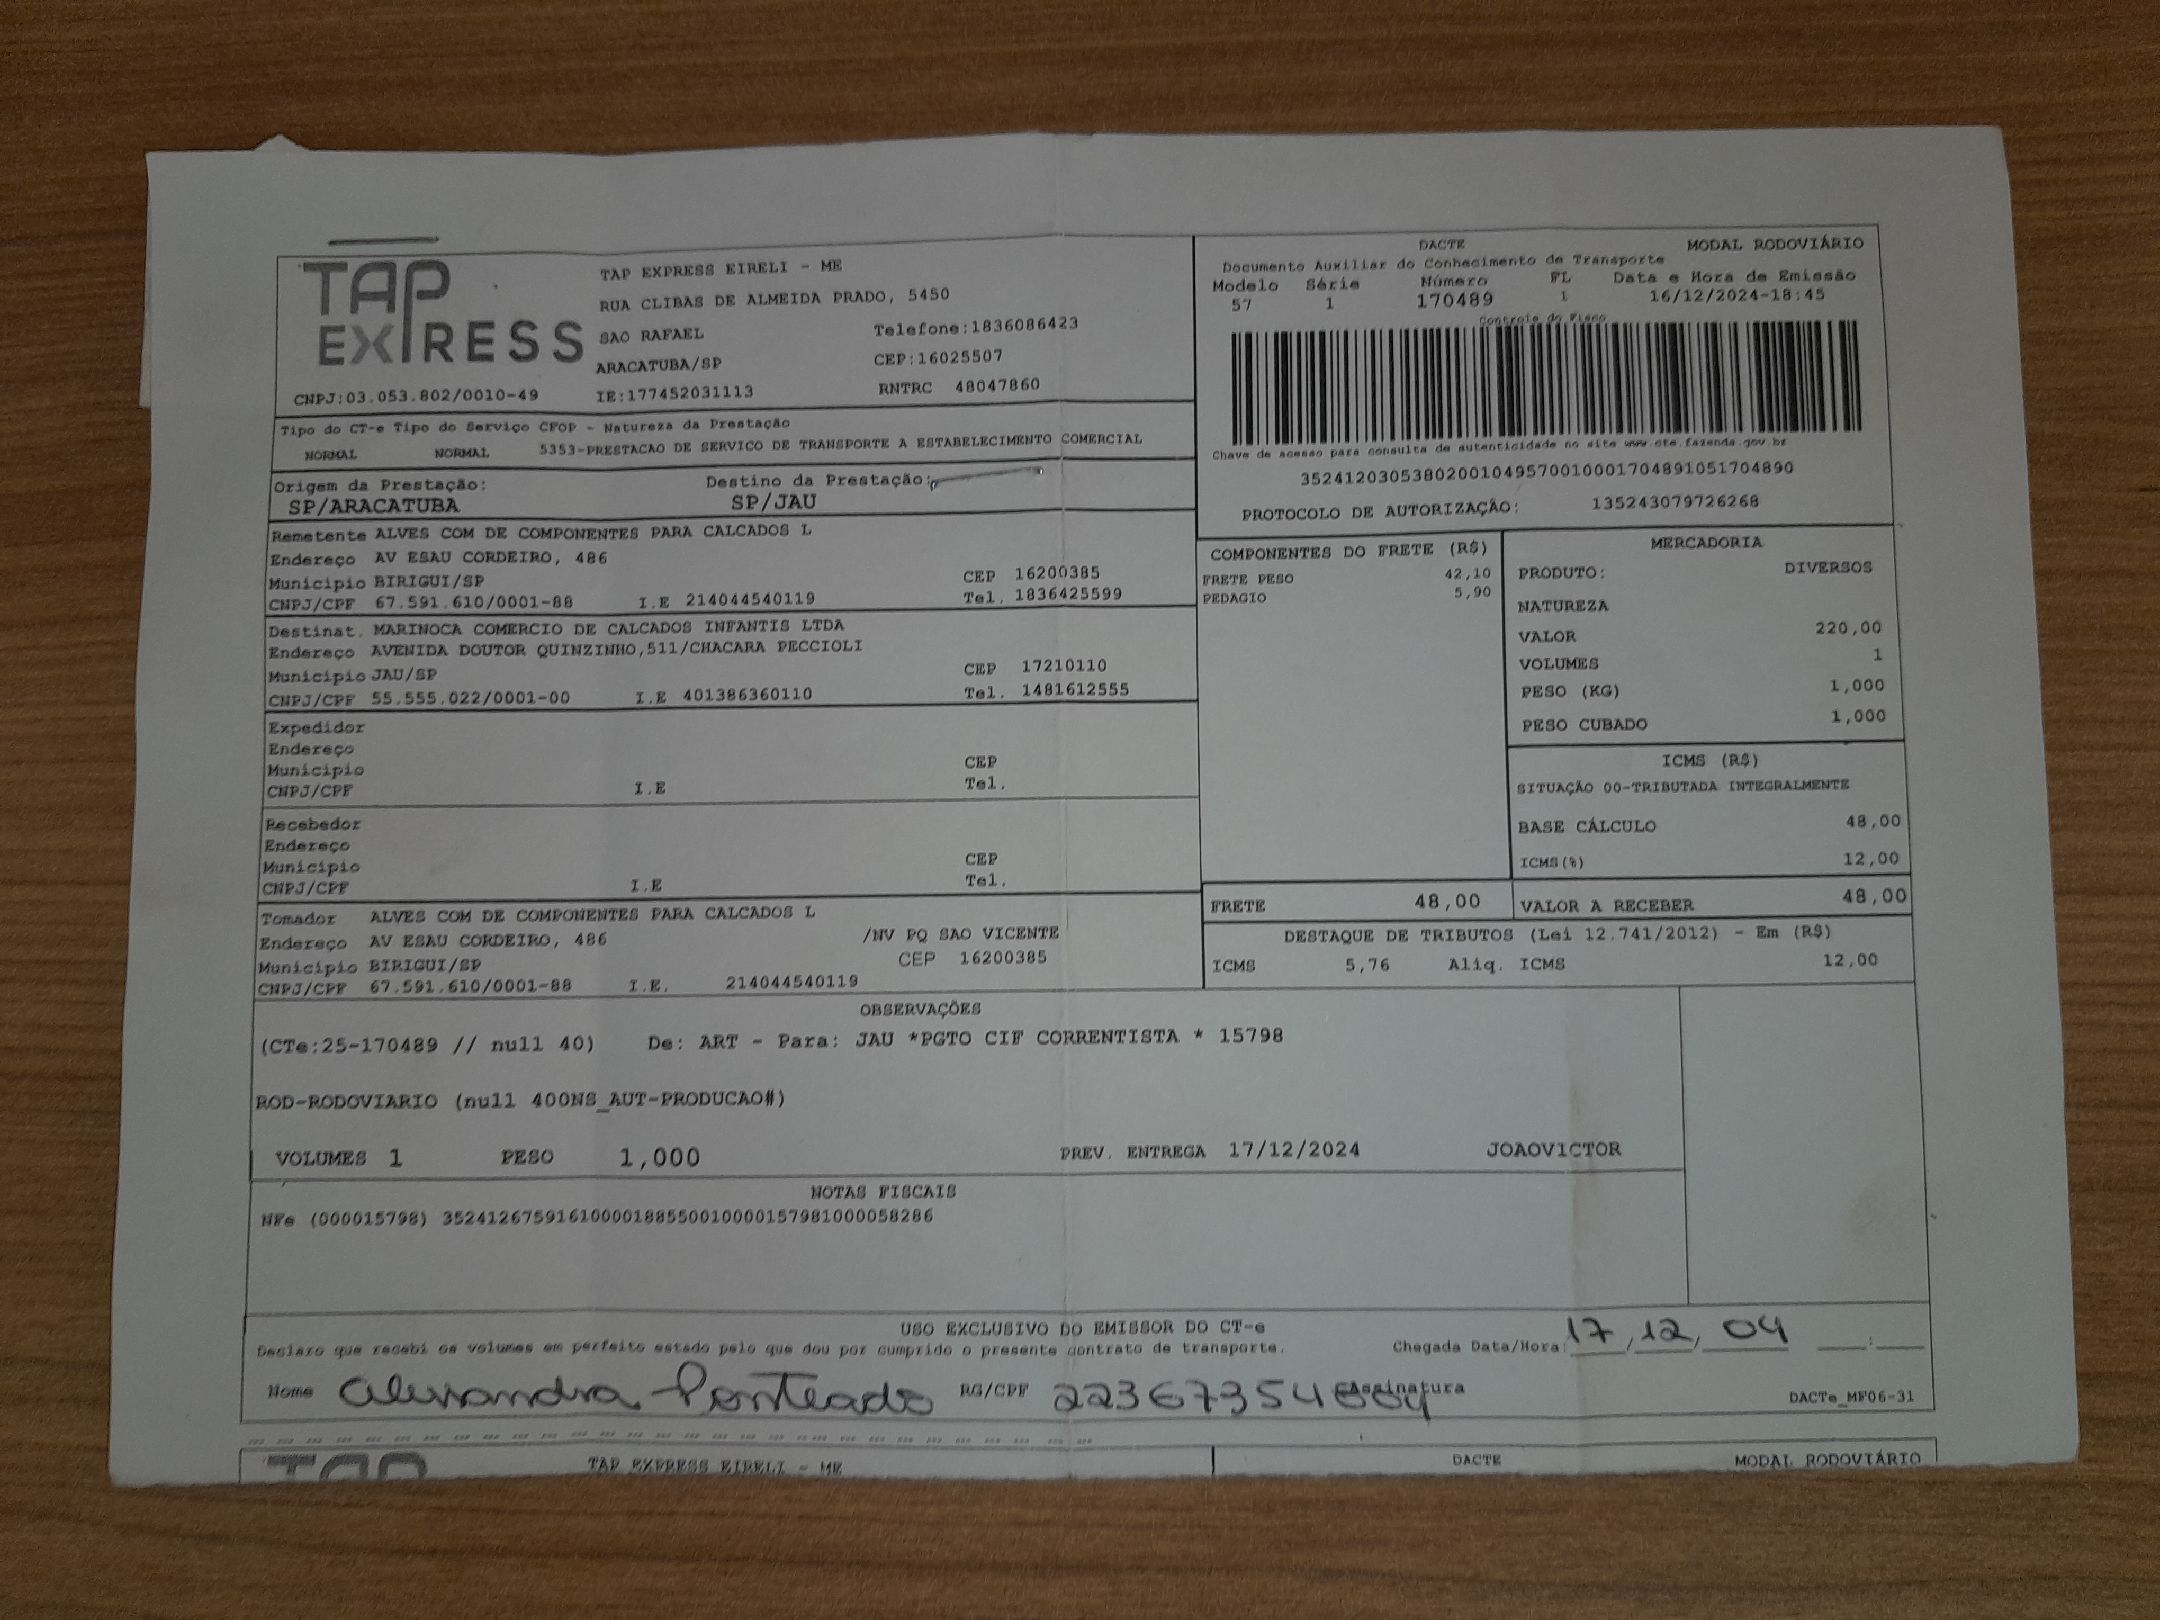 TAP
EXPRESS
TAP EXPRESS EIRELI - ME
RUA CLIBAS DE ALMEIDA PRADO, 5450
SAO RAFAEL Telefone:1836086423
ARACATUBA/SP CEP:16025507
CNPJ:03.053.802/0010-49 IE:177452031113 RNTRC 48047860
DACTE MODAL RODOVIÁRIO
Documento Auxiliar do Conhecimento de Transporte
Modelo Série Número FL Data e Hora de Emissão
57 1 170489 1 16/12/2024-18:45
Controle do Fisco
Chave de acesso para consulta de autenticidade no site www.cte.fazenda.gov.br
35241203053802001049570010001704891051704890
PROTOCOLO DE AUTORIZAÇÃO: 135243079726268
Tipo do CT-e Tipo do Serviço CFOP - Natureza da Prestação
NORMAL NORMAL 5353-PRESTACAO DE SERVICO DE TRANSPORTE A ESTABELECIMENTO COMERCIAL
Origem da Prestação: Destino da Prestação:
SP/ARACATUBA SP/JAU
Remetente ALVES COM DE COMPONENTES PARA CALCADOS L
Endereço AV ESAU CORDEIRO, 486
Município BIRIGUI/SP CEP 16200385
CNPJ/CPF 67.591.610/0001-88 I.E 214044540119 Tel. 1836425599
Destinat. MARINOCA COMERCIO DE CALCADOS INFANTIS LTDA
Endereço AVENIDA DOUTOR QUINZINHO,511/CHACARA PECCIOLI
Município JAU/SP CEP 17210110
CNPJ/CPF 55.555.022/0001-00 I.E 401386360110 Tel. 1481612555
Expedidor
Endereço
Município CEP
CNPJ/CPF I.E Tel.
Recebedor
Endereço
Município CEP
CNPJ/CPF I.E Tel.
Tomador ALVES COM DE COMPONENTES PARA CALCADOS L
Endereço AV ESAU CORDEIRO, 486 /NV PQ SAO VICENTE
Município BIRIGUI/SP CEP 16200385
CNPJ/CPF 67.591.610/0001-88 I.E. 214044540119
COMPONENTES DO FRETE (R$)
FRETE PESO 42,10
PEDAGIO 5,90
MERCADORIA
PRODUTO: DIVERSOS
NATUREZA
VALOR 220,00
VOLUMES 1
PESO (KG) 1,000
PESO CUBADO 1,000
ICMS (R$)
SITUAÇÃO 00-TRIBUTADA INTEGRALMENTE
BASE CÁLCULO 48,00
ICMS(%) 12,00
FRETE 48,00 VALOR A RECEBER 48,00
DESTAQUE DE TRIBUTOS (Lei 12.741/2012) - Em (R$)
ICMS 5,76 Aliq. ICMS 12,00
OBSERVAÇÕES
(CTe:25-170489 // null 40) De: ART - Para: JAU *PGTO CIF CORRENTISTA * 15798
ROD-RODOVIARIO (null 400NS_AUT-PRODUCAO#)
VOLUMES 1 PESO 1,000 PREV. ENTREGA 17/12/2024 JOAOVICTOR
NOTAS FISCAIS
NFe (000015798) 35241267591610000188550010000157981000058286
USO EXCLUSIVO DO EMISSOR DO CT-e
Declaro que recebi os volumes em perfeito estado pelo que dou por cumprido o presente contrato de transporte. Chegada Data/Hora: 17/12/04 :
Nome Alessandra Penteado RG/CPF Assinatura DACTe_MF06-31
TAP
TAP EXPRESS EIRELI - ME DACTE MODAL RODOVIÁRIO